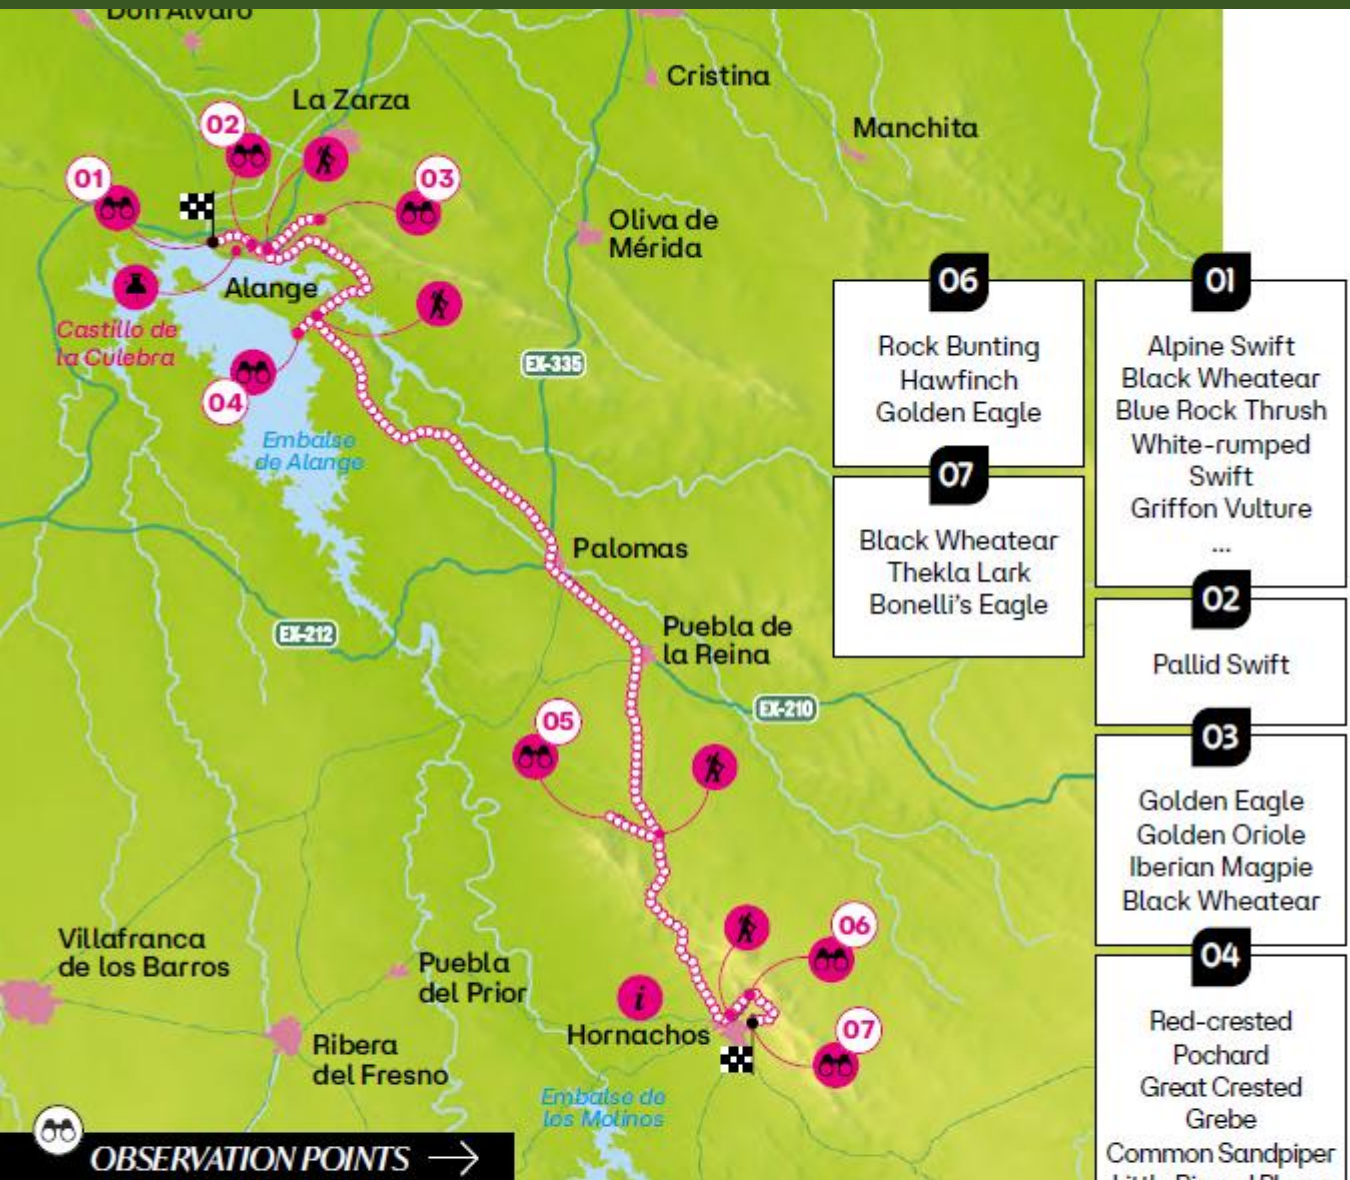 Don Álvaro
Cristina
La Zarza
02
Manchita
01
03
Oliva de
Mérida
Alange
Castillo de
la Culebra
04
EX-335
Embalse
de Alange
Palomas
EX-212
Puebla de
la Reina
EX-210
05
06
Villafranca
de los Barros
Puebla
del Prior
i
Hornachos
07
Ribera
del Fresno
Embalse de
los Molinos
OBSERVATION POINTS
06
Rock Bunting
Hawfinch
Golden Eagle
07
Black Wheatear
Thekla Lark
Bonelli's Eagle
01
Alpine Swift
Black Wheatear
Blue Rock Thrush
White-rumped
Swift
Griffon Vulture
...
02
Pallid Swift
03
Golden Eagle
Golden Oriole
Iberian Magpie
Black Wheatear
04
Red-crested
Pochard
Great Crested
Grebe
Common Sandpiper